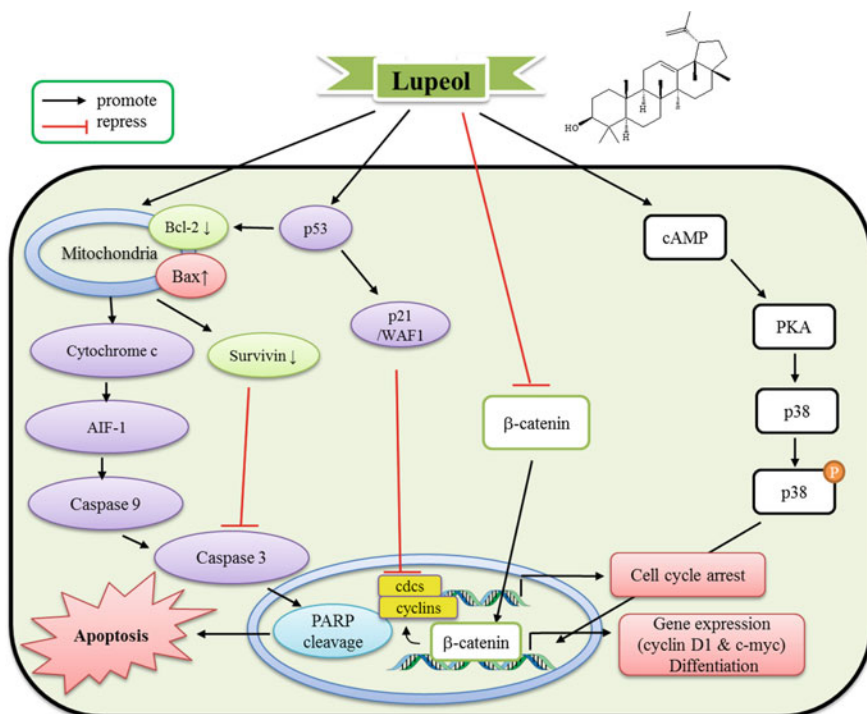 Lupeol
promote
repress
HO
H
H
H
Mitochondria
Bcl-2 ↓
Bax↑
p53
cAMP
p21
/WAF1
PKA
Cytochrome c
Survivin ↓
β-catenin
p38
AIF-1
P
p38
Caspase 9
Caspase 3
cdcs
cyclins
Cell cycle arrest
Apoptosis
PARP
cleavage
β-catenin
Gene expression
(cyclin D1 & c-myc)
Diffentiation